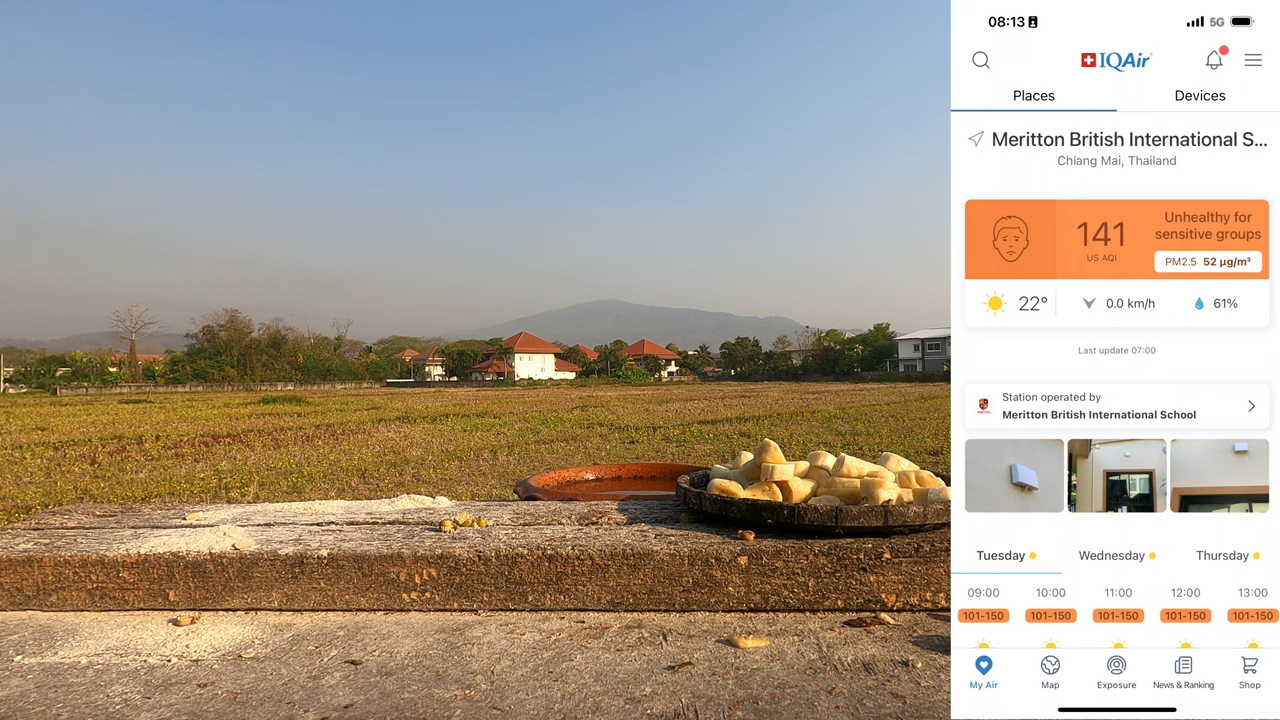 08:13
5G
IQAir
Places
Devices
Meritton British International S...
Chiang Mai, Thailand
141
US AQI
Unhealthy for
sensitive groups
PM2.5 52 µg/m³
22°
0.0 km/h
61%
Last update 07:00
Station operated by
Meritton British International School
Tuesday
Wednesday
Thursday
09:00
10:00
11:00
12:00
13:00
101-150
101-150
101-150
101-150
101-150
My Air
Map
Exposure
News & Ranking
Shop